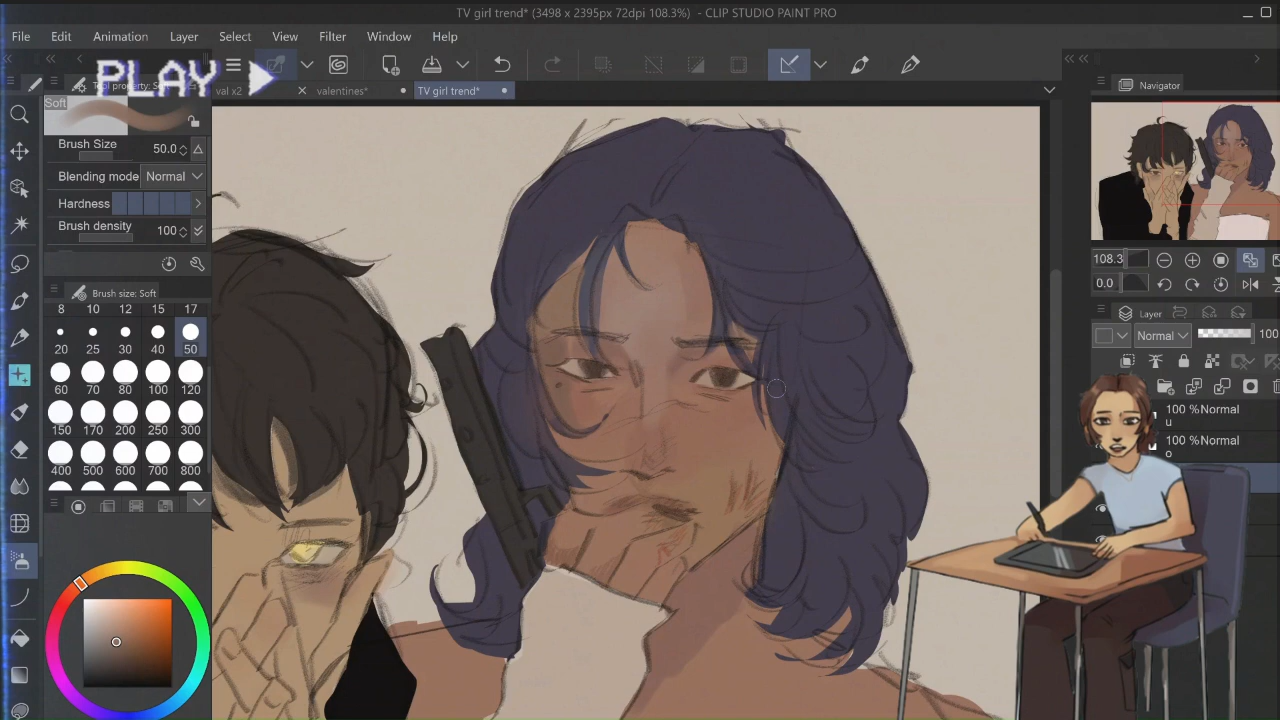 TV girl trend* (3498 x 2395px 72dpi 108.3%) - CLIP STUDIO PAINT PRO
File Edit Animation Layer Select View Filter Window Help
PLAY
val x2 valentines* TV girl trend*
Navigator
Soft
Brush Size 50.0
Blending mode Normal
Hardness
Brush density 100
Brush size: Soft
8 10 12 15 17
20 25 30 40 50
60 70 80 100 120
150 170 200 250 300
400 500 600 700 800
108.3
0.0
Layer
Normal 100
100 %Normal
u
100 %Normal
o